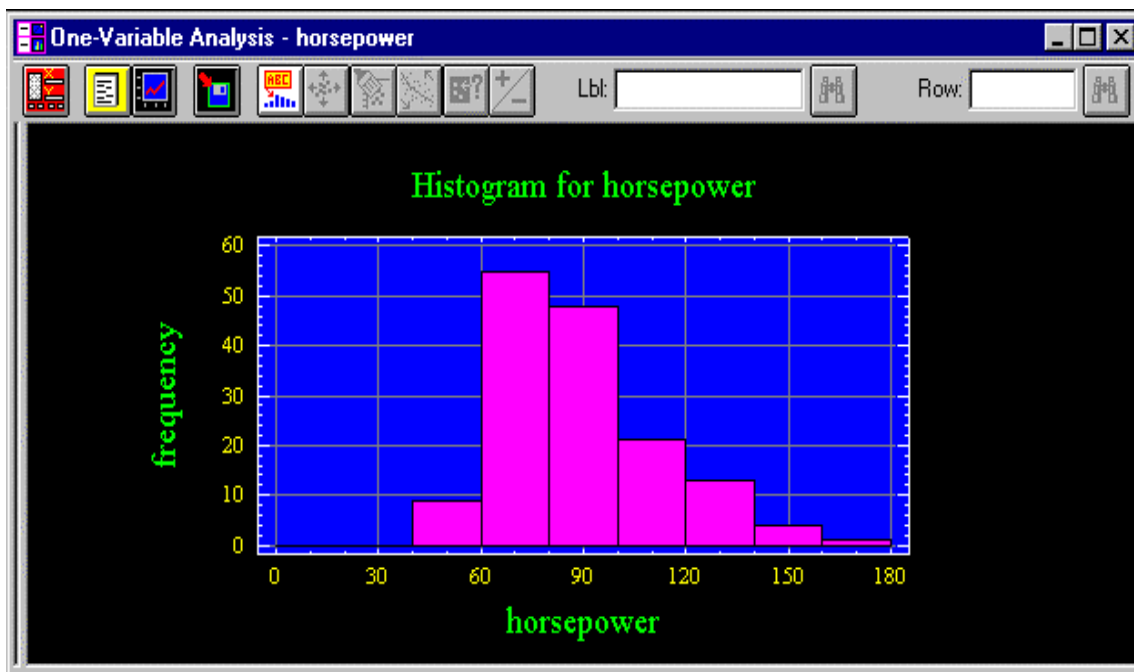 One-Variable Analysis - horsepower
X
Y
ABC
?
+/-
Lbl:
Row:
Histogram for horsepower
60
50
40
30
20
10
0
frequency
0 30 60 90 120 150 180
horsepower